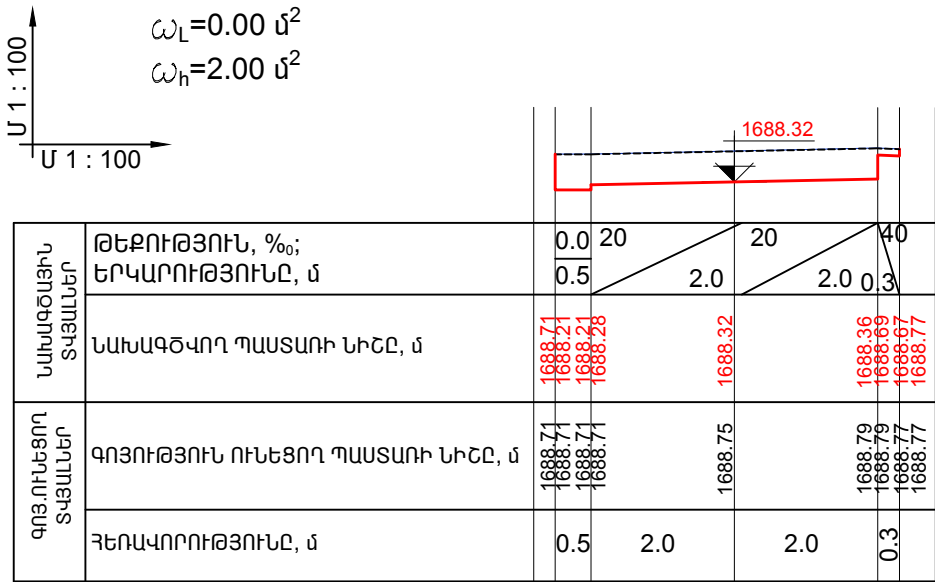 ω_L=0.00 մ²
ω_h=2.00 մ²
Մ 1 : 100
Մ 1 : 100
1688.32
ՆԱԽԱԳԾԱՅԻՆ ՏՎՅԱԼՆԵՐ
ԹԵՔՈՒԹՅՈՒՆ, %₀;
ԵՐԿԱՐՈՒԹՅՈՒՆԸ, մ
0.0 20 20 40
0.5 2.0 2.0 0.3
ՆԱԽԱԳԾՎՈՂ ՊԱՍՏԱՌԻ ՆԻՇԸ, մ
1688.71 1688.21 1688.21 1688.28 1688.32 1688.36 1688.69 1688.67 1688.77
ԳՈՅ.ՈՒՆԵՑՈՂ ՏՎՅԱԼՆԵՐ
ԳՈՅՈՒԹՅՈՒՆ ՈՒՆԵՑՈՂ ՊԱՍՏԱՌԻ ՆԻՇԸ, մ
1688.71 1688.71 1688.71 1688.71 1688.75 1688.79 1688.79 1688.77 1688.77
ՀԵՌԱՎՈՐՈՒԹՅՈՒՆԸ, մ
0.5 2.0 2.0 0.3